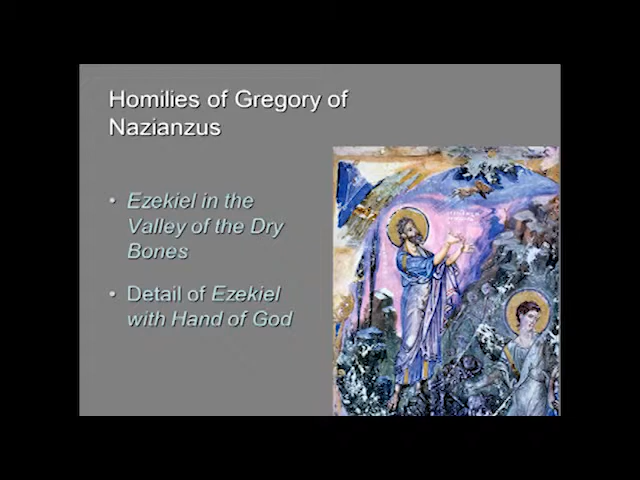 Homilies of Gregory of
Nazianzus
• Ezekiel in the
Valley of the Dry
Bones
• Detail of Ezekiel
with Hand of God